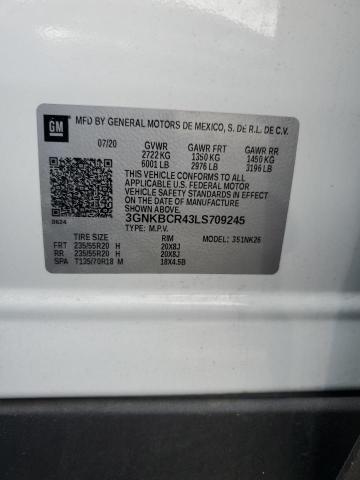 GM
MFD BY GENERAL MOTORS DE MEXICO, S. DE R.L. DE C.V.
07/20 GVWR GAWR FRT GAWR RR
2722 KG 1350 KG 1450 KG
6001 LB 2976 LB 3196 LB
THIS VEHICLE CONFORMS TO ALL APPLICABLE
U.S. FEDERAL MOTOR VEHICLE SAFETY AND
THEFT PREVENTION STANDARDS IN EFFECT ON
THE DATE OF MANUFACTURE SHOWN ABOVE.
3GNKBCR43LS709245
TYPE: M.P.V. MODEL: 351NK26
TIRE SIZE RIM
FRT 235/55R20 H 20X8J
RR 235/55R20 H 20X8J
SPA T135/70R18 M 18X4.5B